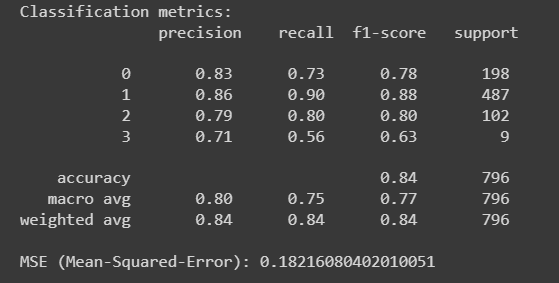 Classification metrics:
precision recall f1-score support
0 0.83 0.73 0.78 198
1 0.86 0.90 0.88 487
2 0.79 0.80 0.80 102
3 0.71 0.56 0.63 9
accuracy 0.84 796
macro avg 0.80 0.75 0.77 796
weighted avg 0.84 0.84 0.84 796
MSE (Mean-Squared-Error): 0.18216080402010051